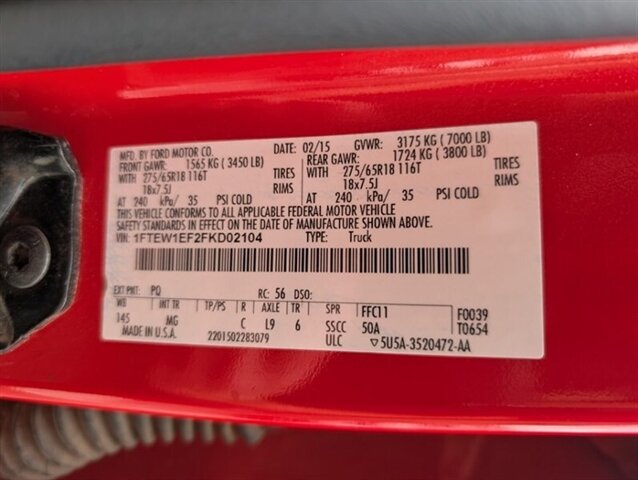 MFD. BY FORD MOTOR CO. DATE: 02/15 GVWR: 3175 KG ( 7000 LB)
FRONT GAWR: 1565 KG ( 3450 LB) REAR GAWR: 1724 KG ( 3800 LB)
WITH 275/65R18 116T TIRES WITH 275/65R18 116T TIRES
18x7.5J RIMS 18x7.5J RIMS
AT 240 kPa/ 35 PSI COLD AT 240 kPa/ 35 PSI COLD
THIS VEHICLE CONFORMS TO ALL APPLICABLE FEDERAL MOTOR VEHICLE
SAFETY STANDARDS IN EFFECT ON THE DATE OF MANUFACTURE SHOWN ABOVE.
VIN: 1FTEW1EF2FKD02104 TYPE: Truck
EXT PNT: PQ RC: 56 DSO:
WB INT TR TP/PS R AXLE TR SPR FFC11 F0039
145 MG C L9 6 SSCC 50A T0654
MADE IN U.S.A. 2201502283079 ULC ▽5U5A-3520472-AA